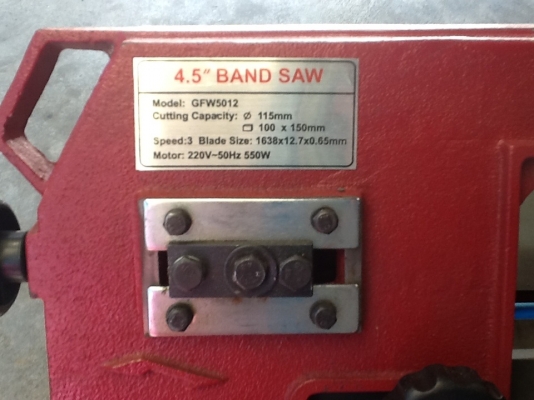 4.5" BAND SAW
Model: GFW5012
Cutting Capacity: Ø 115mm
100 x 150mm
Speed:3 Blade Size: 1638x12.7x0.65mm
Motor: 220V~50Hz 550W